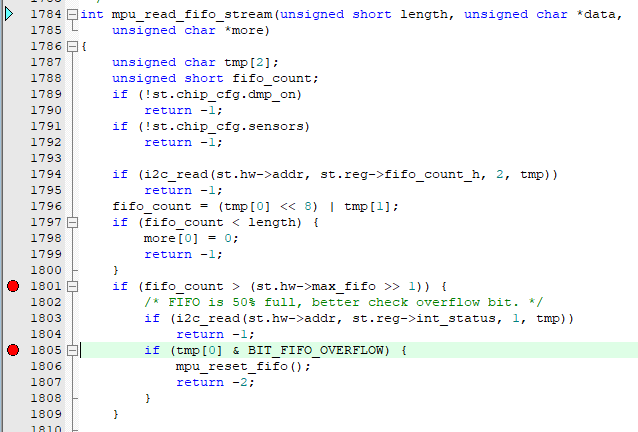 1784 int mpu_read_fifo_stream(unsigned short length, unsigned char *data,
1785     unsigned char *more)
1786 {
1787     unsigned char tmp[2];
1788     unsigned short fifo_count;
1789     if (!st.chip_cfg.dmp_on)
1790         return -1;
1791     if (!st.chip_cfg.sensors)
1792         return -1;
1793
1794     if (i2c_read(st.hw->addr, st.reg->fifo_count_h, 2, tmp))
1795         return -1;
1796     fifo_count = (tmp[0] << 8) | tmp[1];
1797     if (fifo_count < length) {
1798         more[0] = 0;
1799         return -1;
1800     }
1801     if (fifo_count > (st.hw->max_fifo >> 1)) {
1802         /* FIFO is 50% full, better check overflow bit. */
1803         if (i2c_read(st.hw->addr, st.reg->int_status, 1, tmp))
1804             return -1;
1805         if (tmp[0] & BIT_FIFO_OVERFLOW) {
1806             mpu_reset_fifo();
1807             return -2;
1808         }
1809     }